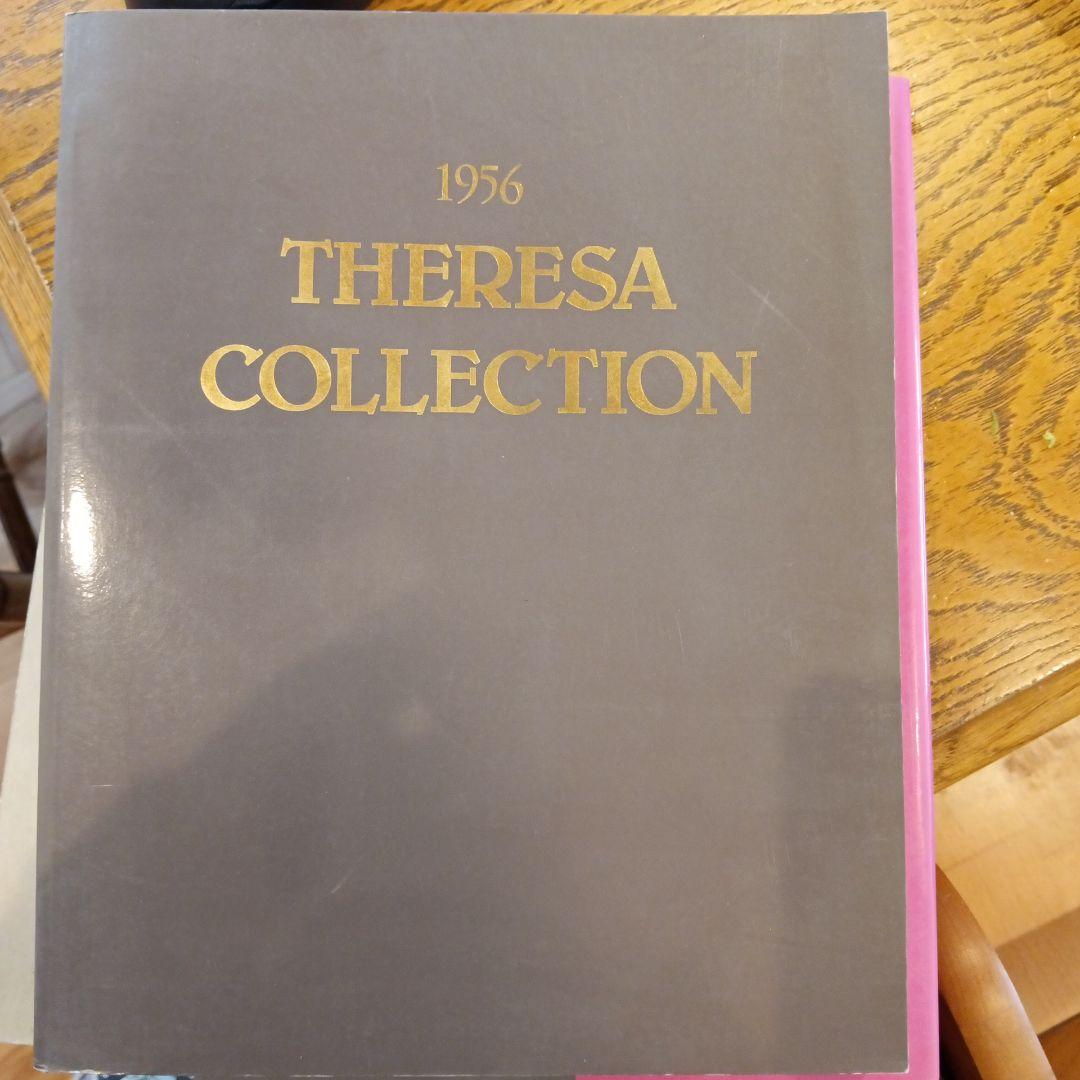 1956
THERESA
COLLECTION